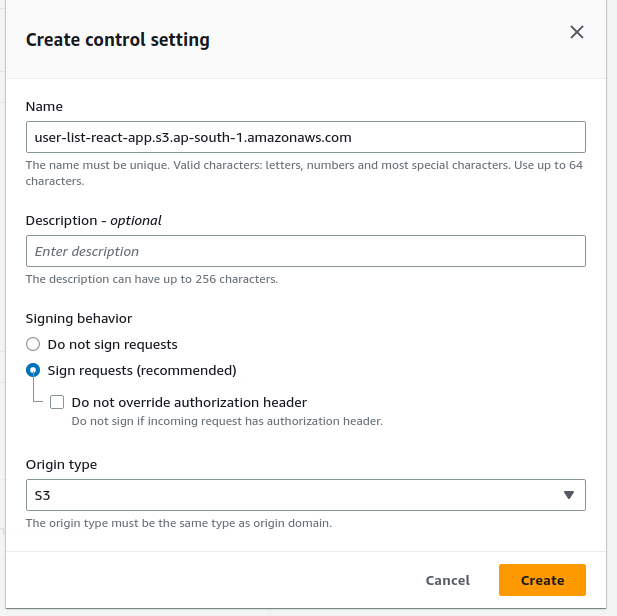 Create control setting
Name
user-list-react-app.s3.ap-south-1.amazonaws.com
The name must be unique. Valid characters: letters, numbers and most special characters. Use up to 64
characters.
Description - optional
Enter description
The description can have up to 256 characters.
Signing behavior
Do not sign requests
Sign requests (recommended)
Do not override authorization header
Do not sign if incoming request has authorization header.
Origin type
S3
The origin type must be the same type as origin domain.
Cancel Create